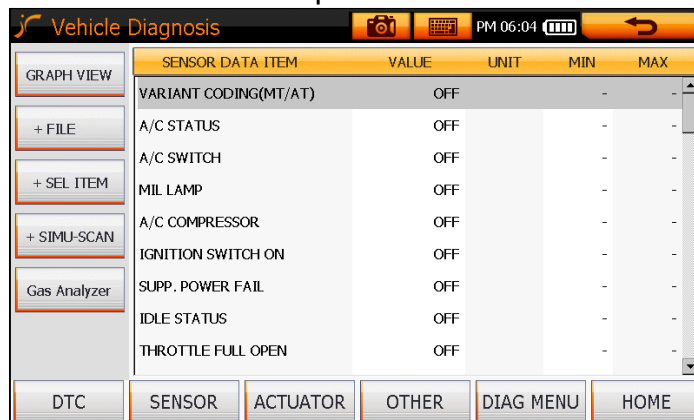 Vehicle Diagnosis PM 06:04
GRAPH VIEW
+ FILE
+ SEL ITEM
+ SIMU-SCAN
Gas Analyzer
SENSOR DATA ITEM VALUE UNIT MIN MAX
VARIANT CODING(MT/AT) OFF - -
A/C STATUS OFF - -
A/C SWITCH OFF - -
MIL LAMP OFF - -
A/C COMPRESSOR OFF - -
IGNITION SWITCH ON OFF - -
SUPP. POWER FAIL OFF - -
IDLE STATUS OFF - -
THROTTLE FULL OPEN OFF - -
DTC SENSOR ACTUATOR OTHER DIAG MENU HOME